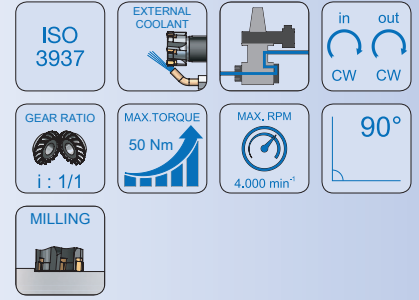 ISO
3937
EXTERNAL
COOLANT
in out
CW CW
GEAR RATIO
i : 1/1
MAX.TORQUE
50 Nm
MAX. RPM
4.000 min⁻¹
90°
MILLING